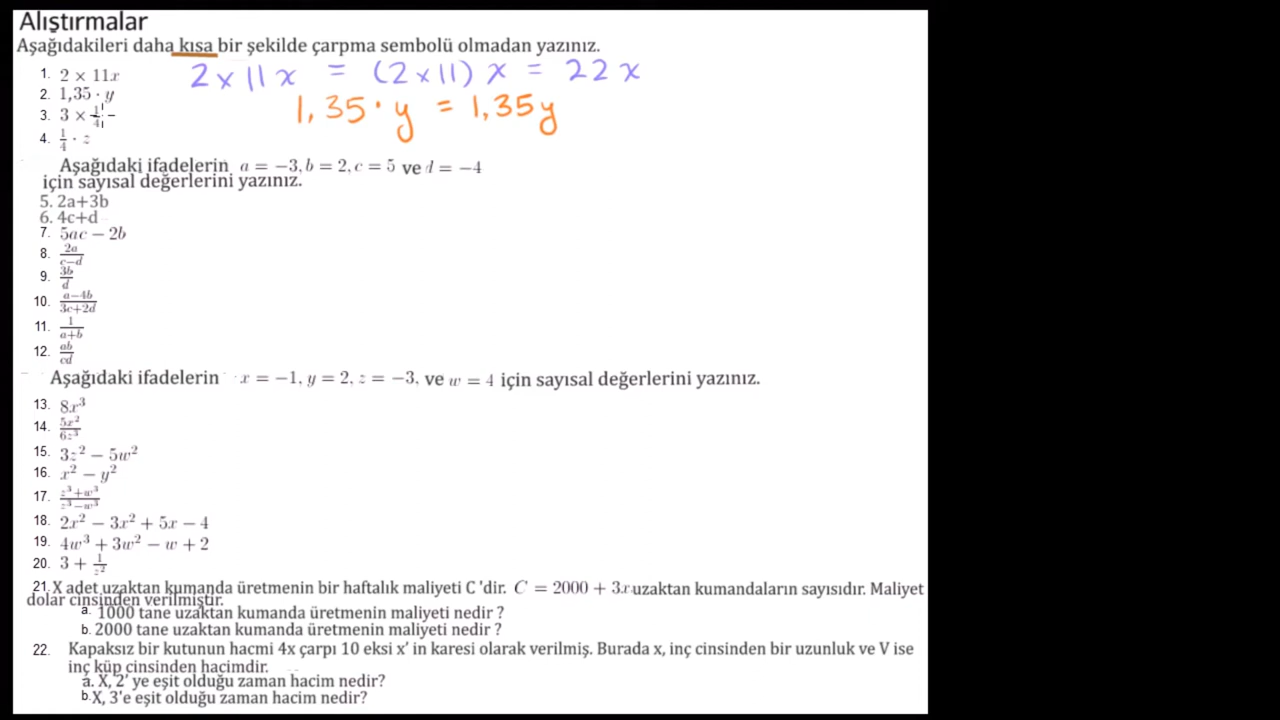 Alıştırmalar
Aşağıdakileri daha kısa bir şekilde çarpma sembolü olmadan yazınız.
1. 2 × 11x 2 x 11 x = (2 x 11) x = 22 x
2. 1,35 · y 1,35 · y = 1,35y
3. 3 × 1/4
4. 1/4 · z
Aşağıdaki ifadelerin a = −3, b = 2, c = 5 ve d = −4
için sayısal değerlerini yazınız.
5. 2a+3b
6. 4c+d
7. 5ac − 2b
8. 2a/(c−d)
9. 3b/d
10. (a−4b)/(3c+2d)
11. 1/(a+b)
12. ab/cd
Aşağıdaki ifadelerin x = −1, y = 2, z = −3, ve w = 4 için sayısal değerlerini yazınız.
13. 8x³
14. 5x²/6z³
15. 3z² − 5w²
16. x² − y²
17. (z³+w³)/(z³−w³)
18. 2x² − 3x² + 5x − 4
19. 4w³ + 3w² − w + 2
20. 3 + 1/z²
21. X adet uzaktan kumanda üretmenin bir haftalık maliyeti C 'dir. C = 2000 + 3x uzaktan kumandaların sayısıdır. Maliyet
dolar cinsinden verilmiştir.
a. 1000 tane uzaktan kumanda üretmenin maliyeti nedir ?
b. 2000 tane uzaktan kumanda üretmenin maliyeti nedir ?
22. Kapaksız bir kutunun hacmi 4x çarpı 10 eksi x' in karesi olarak verilmiş. Burada x, inç cinsinden bir uzunluk ve V ise
inç küp cinsinden hacimdir.
a. X, 2' ye eşit olduğu zaman hacim nedir?
b. X, 3'e eşit olduğu zaman hacim nedir?